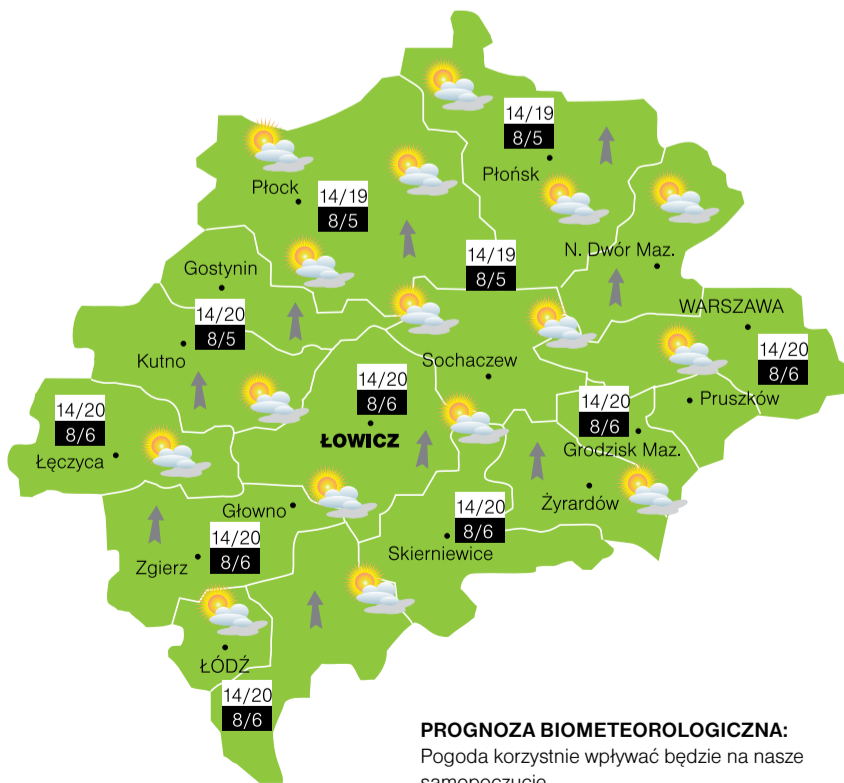 14/19
8/5
Płońsk
Płock
14/19
8/5
14/19
8/5
N. Dwór Maz.
Gostynin
14/20
8/5
Kutno
WARSZAWA
14/20
8/6
Sochaczew
14/20
8/6
ŁOWICZ
14/20
8/6
Grodzisk Maz.
Pruszków
14/20
8/6
Łęczyca
Żyrardów
Głowno
14/20
8/6
Skierniewice
14/20
8/6
Zgierz
ŁÓDŹ
14/20
8/6
PROGNOZA BIOMETEOROLOGICZNA:
Pogoda korzystnie wpływać będzie na nasze
samopoczucie